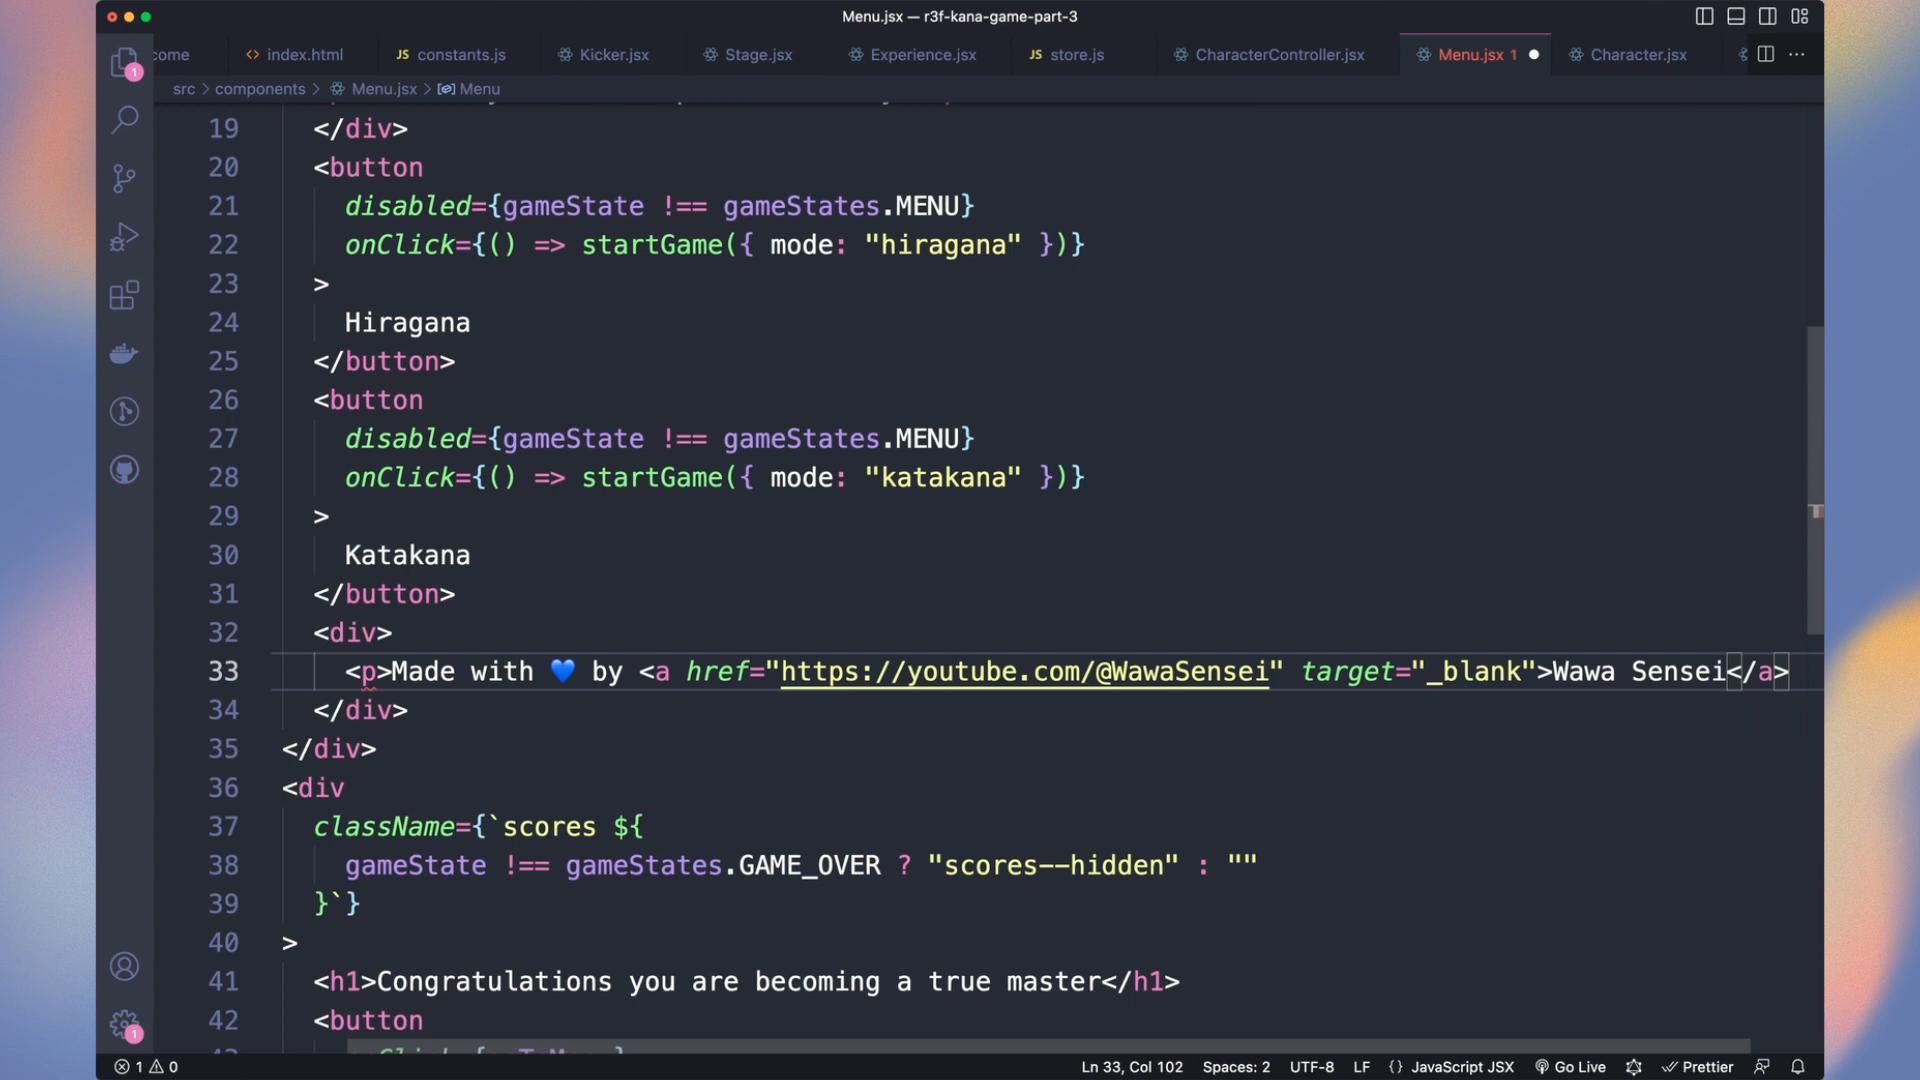 Menu.jsx — r3f-kana-game-part-3
ome <> index.html JS constants.js Kicker.jsx Stage.jsx Experience.jsx JS store.js CharacterController.jsx Menu.jsx 1 ● Character.jsx ···
src > components > Menu.jsx > Menu
19 </div>
20 <button
21 disabled={gameState !== gameStates.MENU}
22 onClick={() => startGame({ mode: "hiragana" })}
23 >
24 Hiragana
25 </button>
26 <button
27 disabled={gameState !== gameStates.MENU}
28 onClick={() => startGame({ mode: "katakana" })}
29 >
30 Katakana
31 </button>
32 <div>
33 <p>Made with 💙 by <a href="https://youtube.com/@WawaSensei" target="_blank">Wawa Sensei</a>
34 </div>
35 </div>
36 <div
37 className={`scores ${
38 gameState !== gameStates.GAME_OVER ? "scores--hidden" : ""
39 }`}
40 >
41 <h1>Congratulations you are becoming a true master</h1>
42 <button
1
1
1 0 Ln 33, Col 102 Spaces: 2 UTF-8 LF {} JavaScript JSX Go Live Prettier